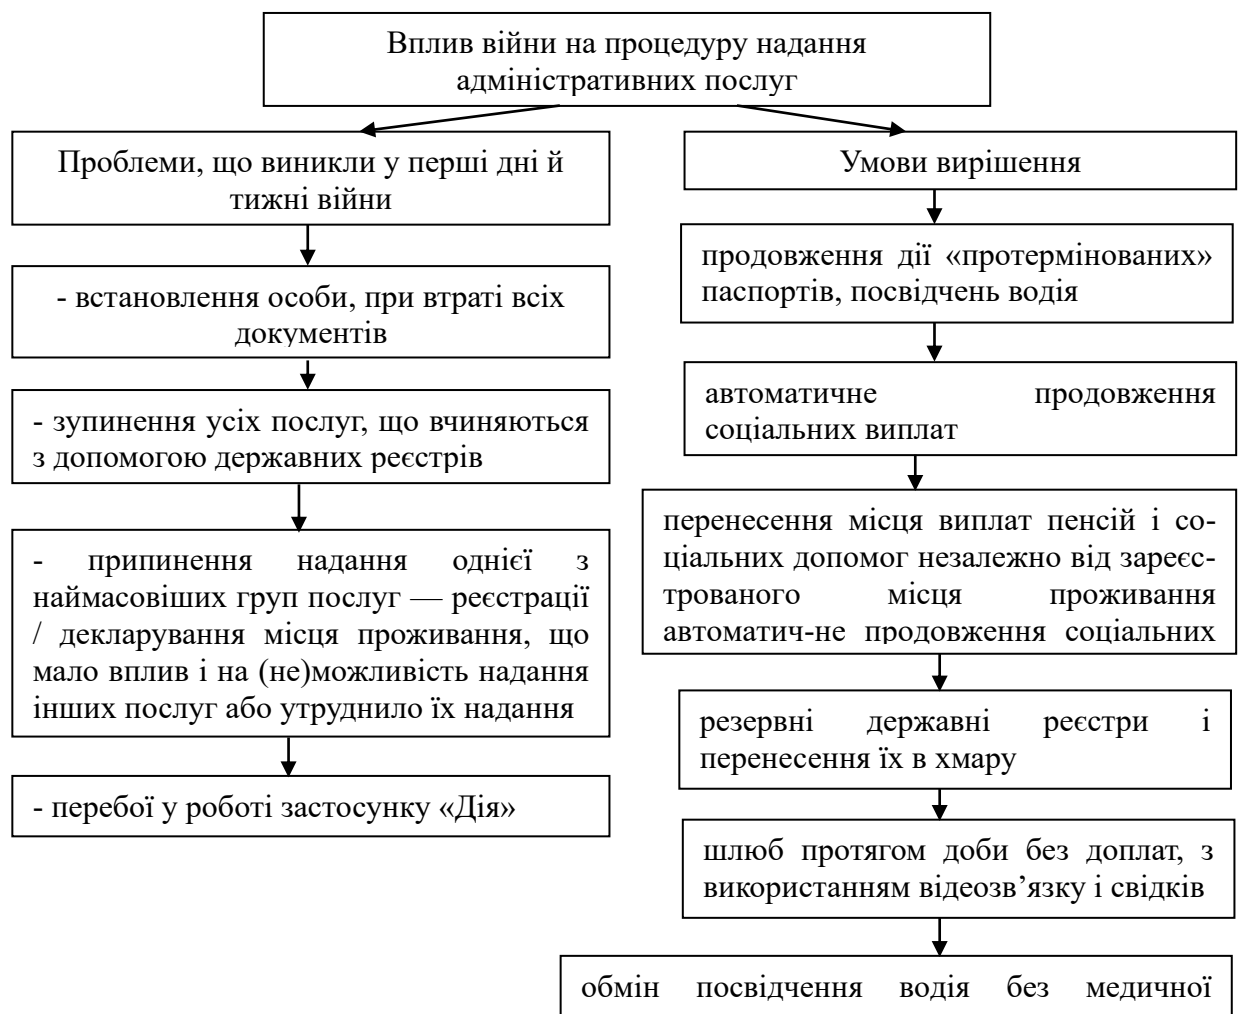 Вплив війни на процедуру надання
адміністративних послуг
Проблеми, що виникли у перші дні й
тижні війни
- встановлення особи, при втраті всіх
документів
- зупинення усіх послуг, що вчиняються
з допомогою державних реєстрів
- припинення надання однієї з
наймасовіших груп послуг — реєстрації
/ декларування місця проживання, що
мало вплив і на (не)можливість надання
інших послуг або утруднило їх надання
- перебої у роботі застосунку «Дія»
Умови вирішення
продовження дії «протермінованих»
паспортів, посвідчень водія
автоматичне продовження
соціальних виплат
перенесення місця виплат пенсій і со-
ціальних допомог незалежно від зареєс-
трованого місця проживання
автоматич-не продовження соціальних
резервні державні реєстри і
перенесення їх в хмару
шлюб протягом доби без доплат, з
використанням відеозв’язку і свідків
обмін посвідчення водія без медичної